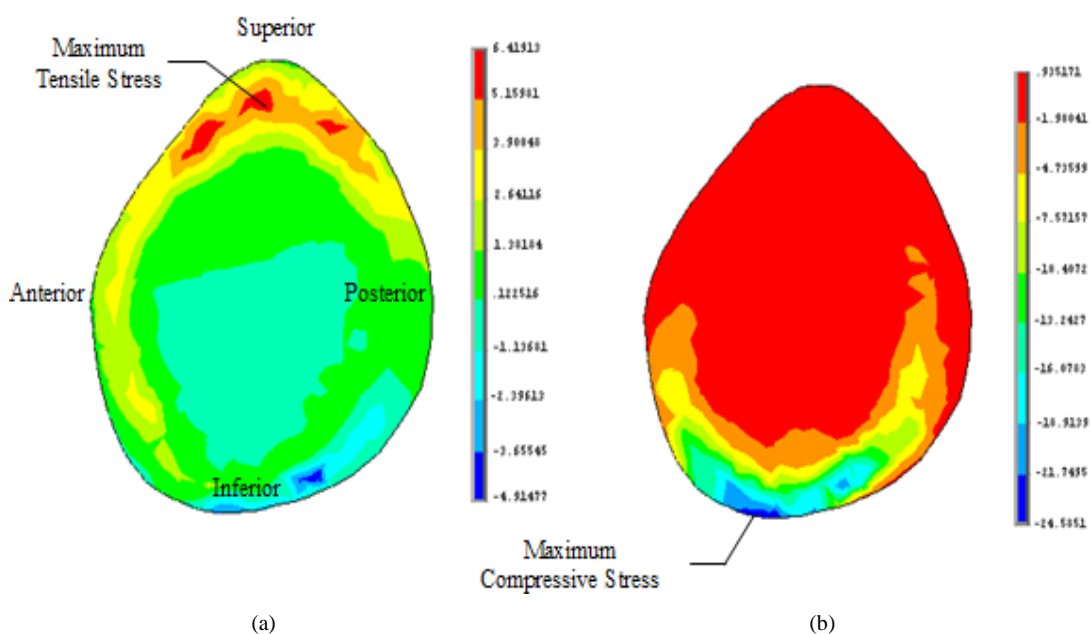 Superior
Maximum
Tensile Stress
Anterior
Posterior
Inferior
6.41913
5.15981
3.90048
2.64116
1.38184
.122516
-1.13681
-2.39613
-3.65545
-4.91477
.935171
-1.90041
-4.73599
-7.57157
-10.4072
-13.2427
-16.0783
-18.9139
-21.7495
-24.5851
Maximum
Compressive Stress
(a)
(b)